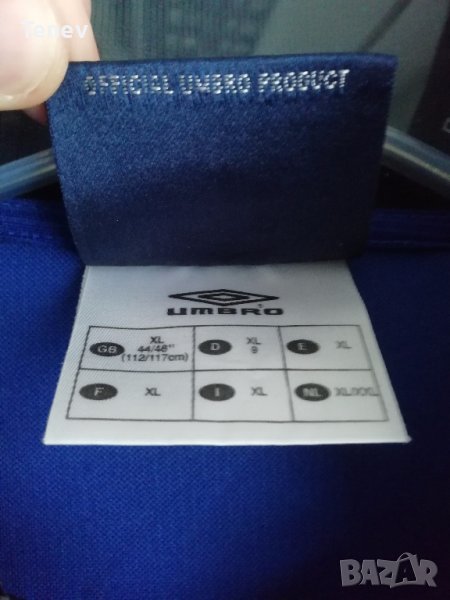 Tenev
OFFICIAL UMBRO PRODUCT
UMBRO
GB XL 44/46" (112/117cm)
D XL 9
E XL
F XL
I XL
NL XL/XXL
BAZAR